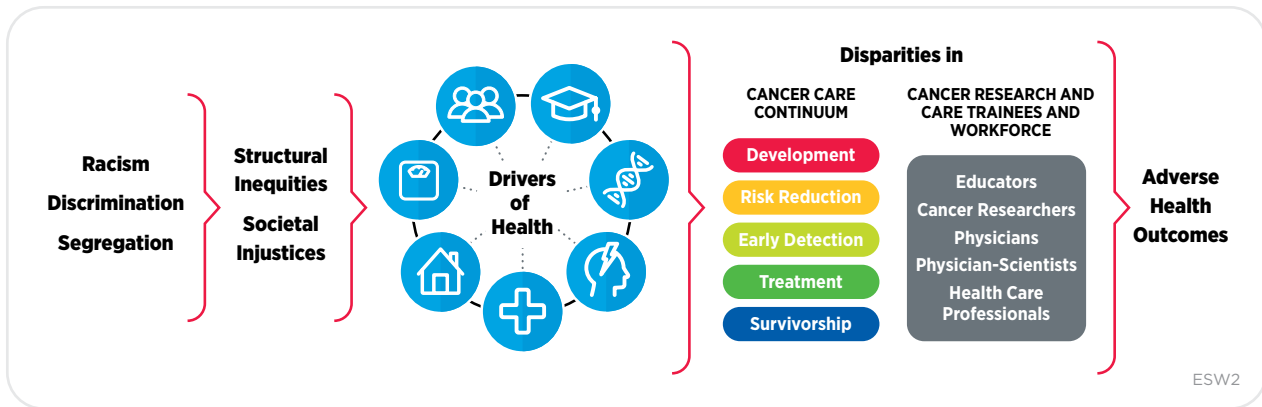 Racism
Discrimination
Segregation
Structural
Inequities
Societal
Injustices
Drivers
of
Health
Disparities in
CANCER CARE
CONTINUUM
Development
Risk Reduction
Early Detection
Treatment
Survivorship
CANCER RESEARCH AND
CARE TRAINEES AND
WORKFORCE
Educators
Cancer Researchers
Physicians
Physician-Scientists
Health Care
Professionals
Adverse
Health
Outcomes
ESW2